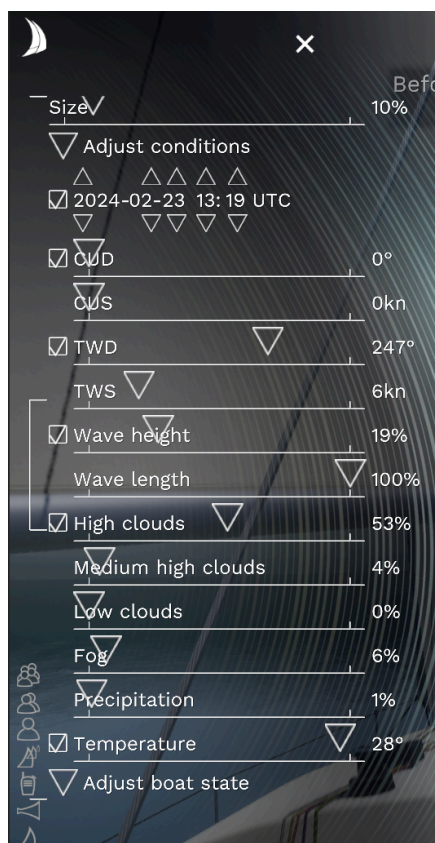 Befo
Size 10%
Adjust conditions
2024-02-23 13:19 UTC
CUD 0°
CUS 0kn
TWD 247°
TWS 6kn
Wave height 19%
Wave length 100%
High clouds 53%
Medium high clouds 4%
Low clouds 0%
Fog 6%
Precipitation 1%
Temperature 28°
Adjust boat state